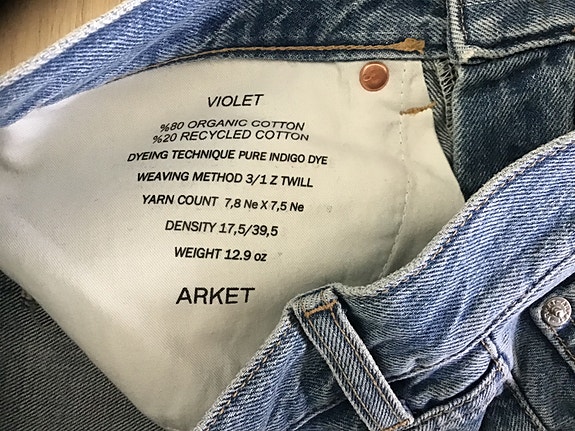 VIOLET
%80 ORGANIC COTTON
%20 RECYCLED COTTON
DYEING TECHNIQUE PURE INDIGO DYE
WEAVING METHOD 3/1 Z TWILL
YARN COUNT 7,8 Ne X 7,5 Ne
DENSITY 17,5/39,5
WEIGHT 12.9 oz
ARKET